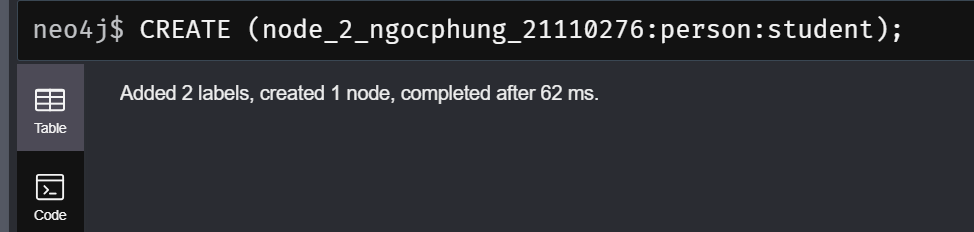 neo4j$ CREATE (node_2_ngocphung_21110276:person:student);
Added 2 labels, created 1 node, completed after 62 ms.
Table
>_
Code